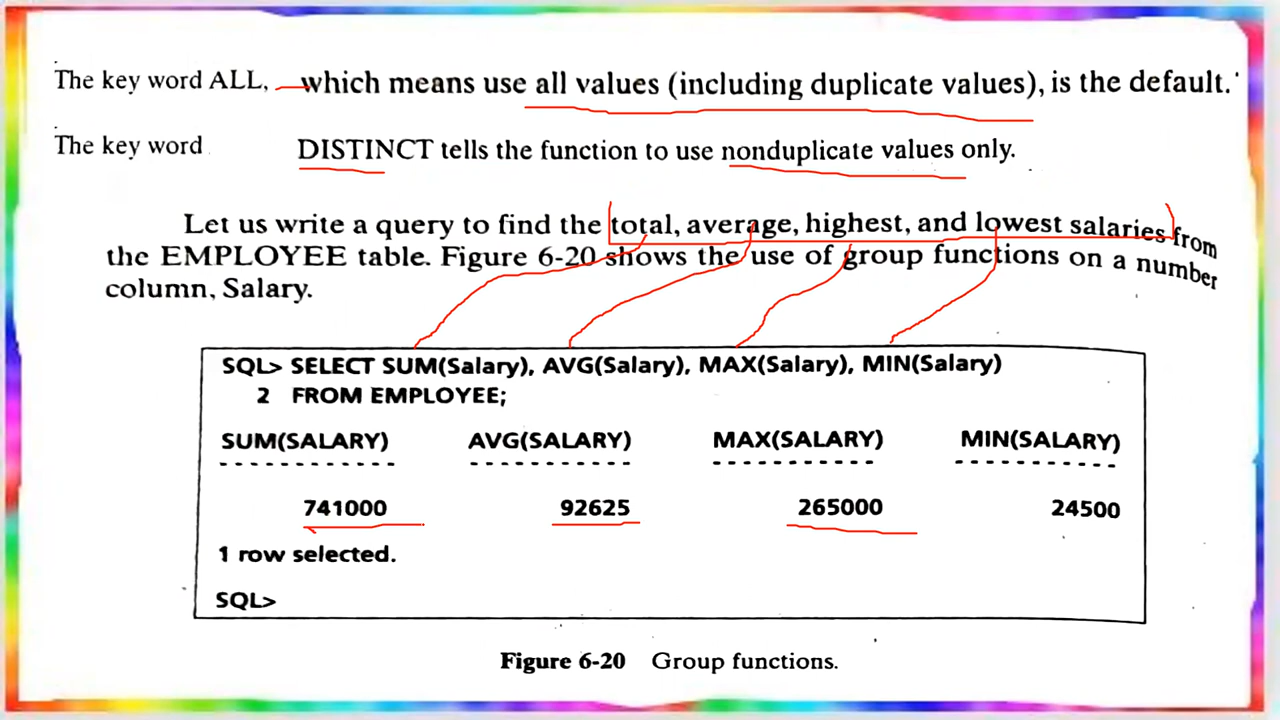 The key word ALL, which means use all values (including duplicate values), is the default.
The key word DISTINCT tells the function to use nonduplicate values only.
Let us write a query to find the total, average, highest, and lowest salaries from
the EMPLOYEE table. Figure 6-20 shows the use of group functions on a number
column, Salary.
SQL> SELECT SUM(Salary), AVG(Salary), MAX(Salary), MIN(Salary)
2 FROM EMPLOYEE;
SUM(SALARY) AVG(SALARY) MAX(SALARY) MIN(SALARY)
- - - - - - - - - - - - - - - - - - - - - - - - - - - - - - - - - - - - - - - - - - - -
741000 92625 265000 24500
1 row selected.
SQL>
Figure 6-20 Group functions.